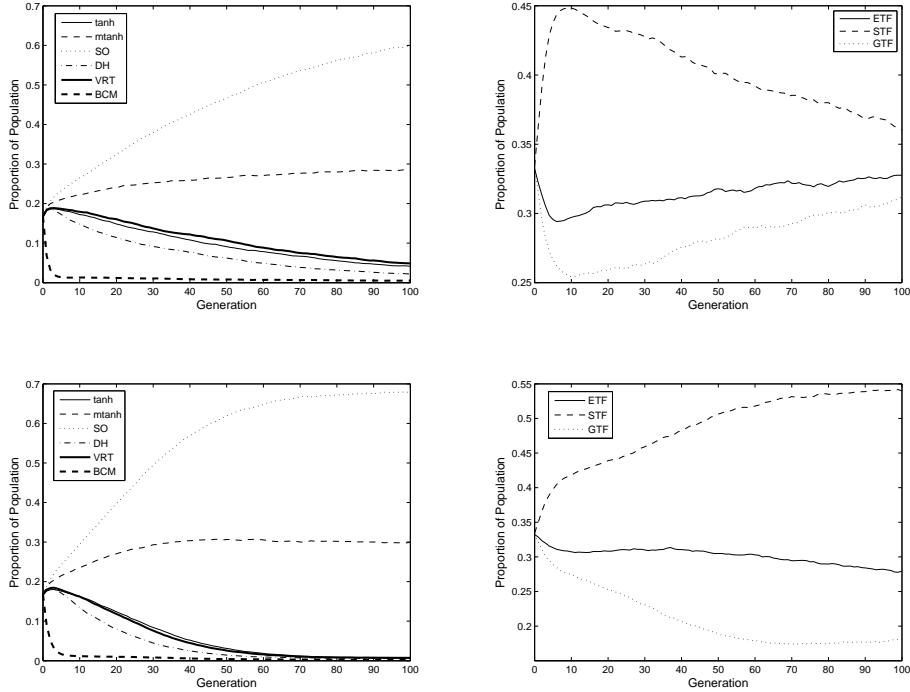 0.7
0.6
0.5
0.4
0.3
0.2
0.1
0
Proportion of Population
tanh
mtanh
SO
DH
VRT
BCM
0 10 20 30 40 50 60 70 80 90 100
Generation
0.45
0.4
0.35
0.3
0.25
Proportion of Population
ETF
STF
GTF
0 10 20 30 40 50 60 70 80 90 100
Generation
0.7
0.6
0.5
0.4
0.3
0.2
0.1
0
Proportion of Population
tanh
mtanh
SO
DH
VRT
BCM
0 10 20 30 40 50 60 70 80 90 100
Generation
0.55
0.5
0.45
0.4
0.35
0.3
0.25
0.2
Proportion of Population
ETF
STF
GTF
0 10 20 30 40 50 60 70 80 90 100
Generation